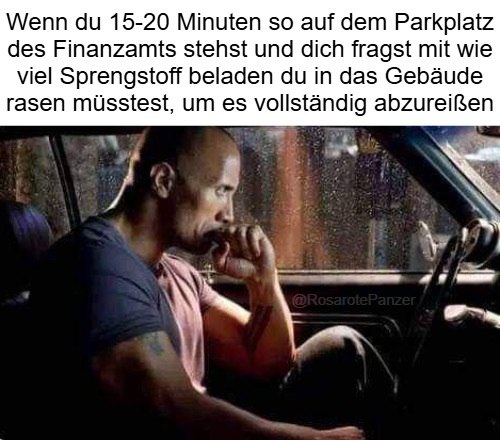 Wenn du 15-20 Minuten so auf dem Parkplatz
des Finanzamts stehst und dich fragst mit wie
viel Sprengstoff beladen du in das Gebäude
rasen müsstest, um es vollständig abzureißen
@RosarotePanzer